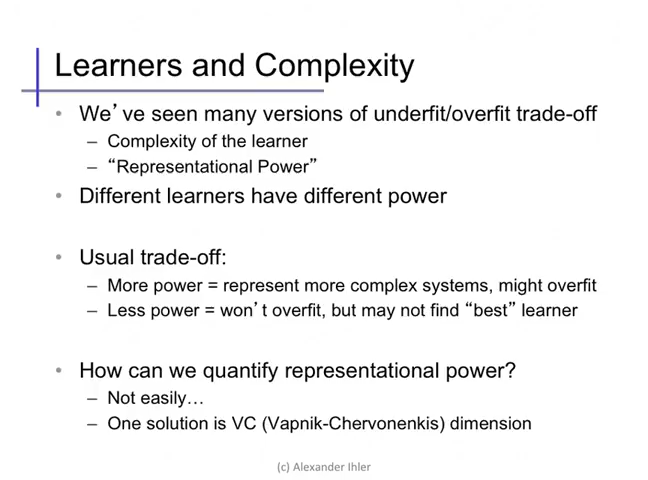 Learners and Complexity
• We’ve seen many versions of underfit/overfit trade-off
– Complexity of the learner
– “Representational Power”
• Different learners have different power
• Usual trade-off:
– More power = represent more complex systems, might overfit
– Less power = won’t overfit, but may not find “best” learner
• How can we quantify representational power?
– Not easily…
– One solution is VC (Vapnik-Chervonenkis) dimension
(c) Alexander Ihler